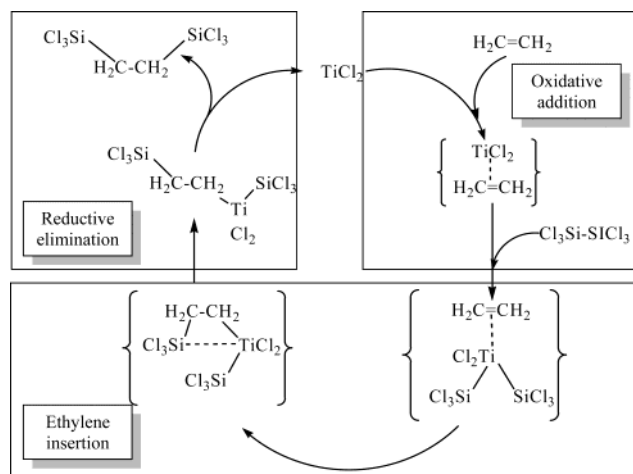 Cl3Si
SiCl3
H2C-CH2
Cl3Si
H2C-CH2
SiCl3
Ti
Cl2
Reductive
elimination
TiCl2
H2C=CH2
Oxidative
addition
TiCl2
H2C=CH2
Cl3Si-SICl3
H2C-CH2
Cl3Si
TiCl2
Cl3Si
H2C=CH2
Cl2Ti
Cl3Si
SiCl3
Ethylene
insertion